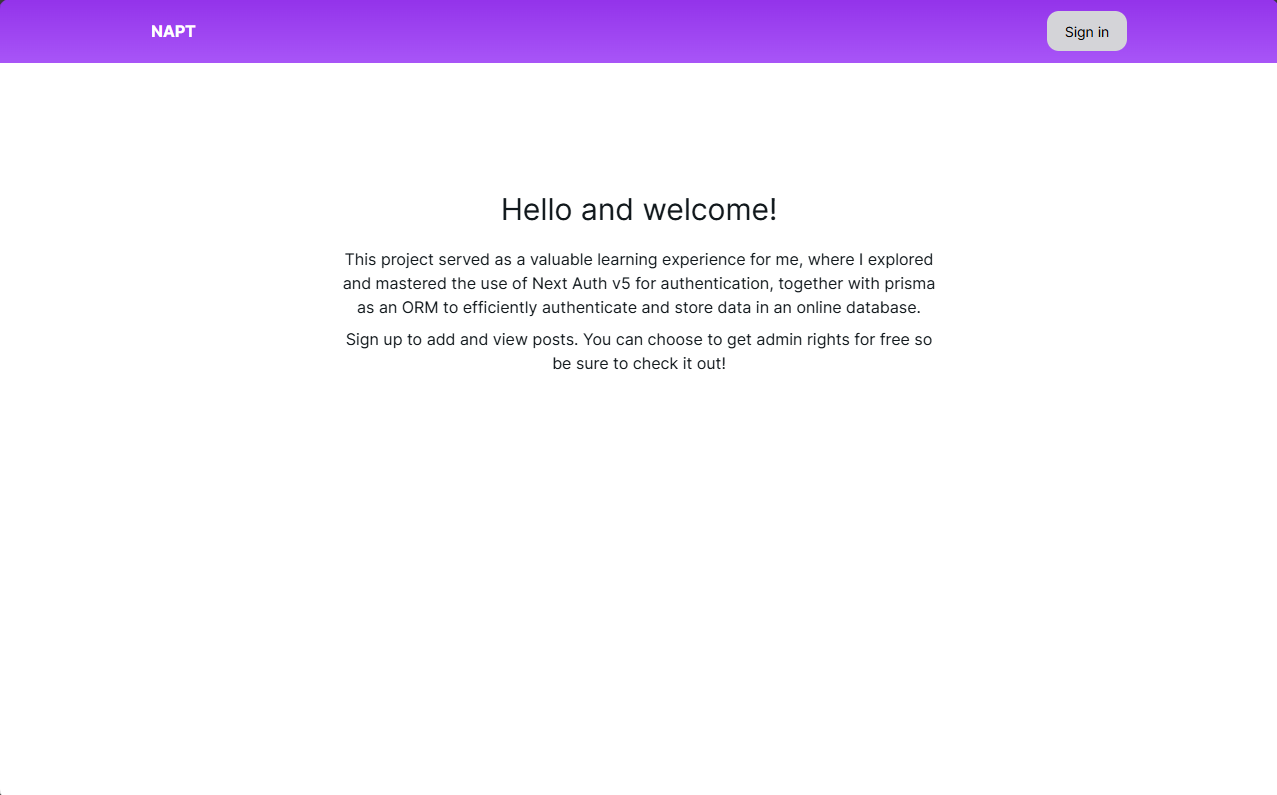 NAPT
Sign in
Hello and welcome!
This project served as a valuable learning experience for me, where I explored
and mastered the use of Next Auth v5 for authentication, together with prisma
as an ORM to efficiently authenticate and store data in an online database.
Sign up to add and view posts. You can choose to get admin rights for free so
be sure to check it out!